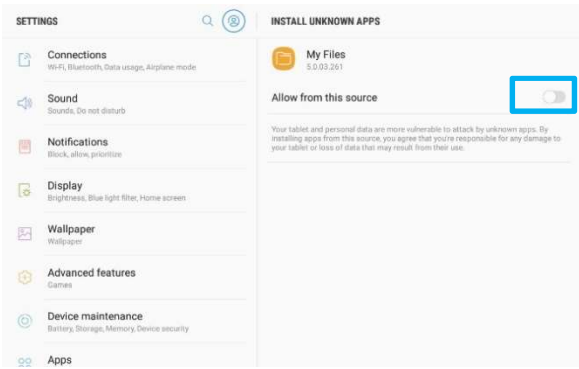 SETTINGS
Connections
Wi-Fi, Bluetooth, Data usage, Airplane mode
Sound
Sounds, Do not disturb
Notifications
Block, allow, prioritize
Display
Brightness, Blue light filter, Home screen
Wallpaper
Wallpaper
Advanced features
Games
Device maintenance
Battery, Storage, Memory, Device security
Apps
INSTALL UNKNOWN APPS
My Files
5.0.03.261
Allow from this source
Your tablet and personal data are more vulnerable to attack by unknown apps. By
installing apps from this source, you agree that you're responsible for any damage to
your tablet or loss of data that may result from their use.